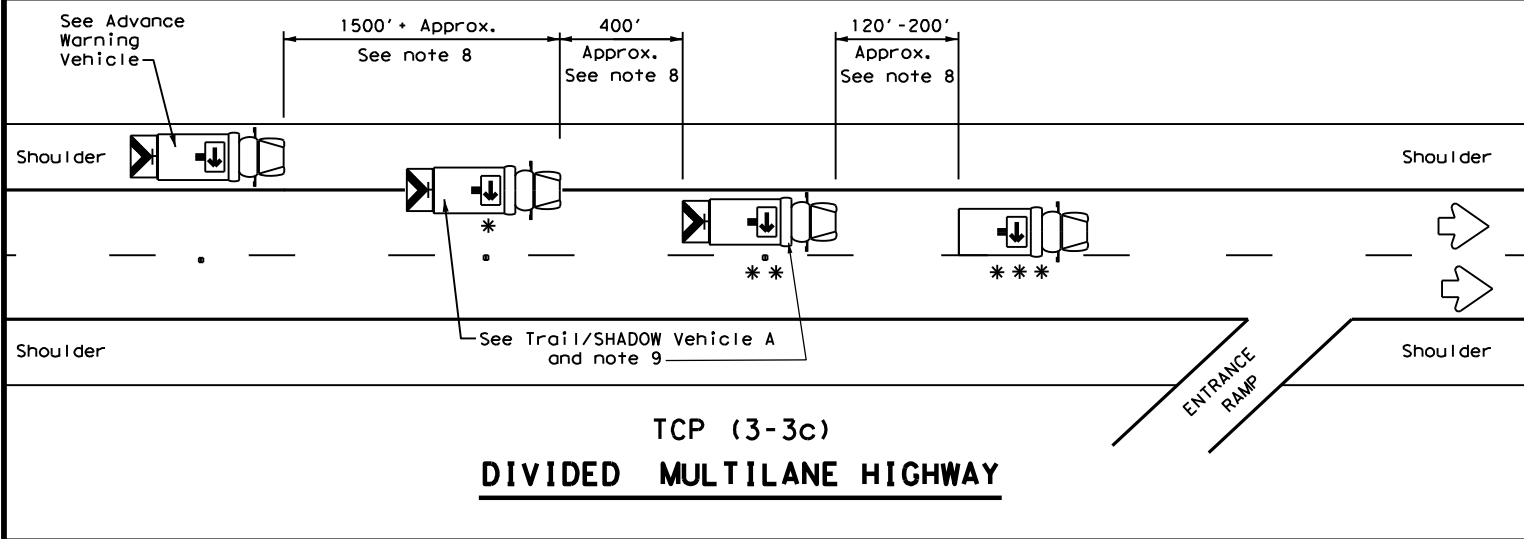 See Advance
Warning
Vehicle
1500'+ Approx.
See note 8
400'
Approx.
See note 8
120'-200'
Approx.
See note 8
Shoulder
Shoulder
*
* *
* * *
See Trail/SHADOW Vehicle A
and note 9
Shoulder
Shoulder
ENTRANCE
RAMP
TCP (3-3c)
DIVIDED MULTILANE HIGHWAY